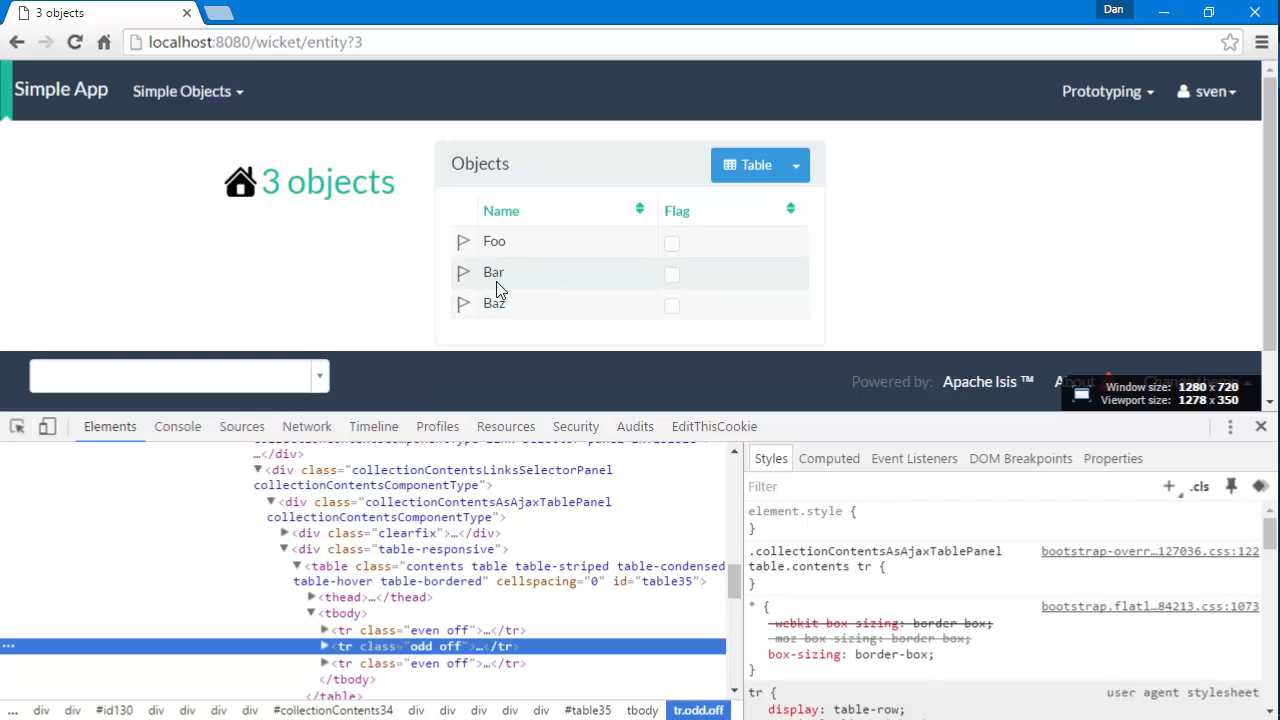 3 objects
Dan
localhost:8080/wicket/entity?3
Simple App
Simple Objects
Prototyping
sven
3 objects
Objects
Table
Name
Flag
Foo
Bar
Baz
Powered by: Apache Isis ™
Window size: 1280 x 720
Viewport size: 1278 x 350
Elements Console Sources Network Timeline Profiles Resources Security Audits EditThisCookie
…</div>
<div class="collectionContentsLinksSelectorPanel
collectionContentsComponentType">
<div class="collectionContentsAsAjaxTablePanel
collectionContentsComponentType">
<div class="clearfix">…</div>
<div class="table-responsive">
<table class="contents table table-striped table-condensed
table-hover table-bordered" cellspacing="0" id="table35">
<thead>…</thead>
<tbody>
<tr class="even off">…</tr>
<tr class="odd off">…</tr>
<tr class="even off">…</tr>
</tbody>
</table>
... div div #id130 div div #collectionContents34 div div div #table35 tbody tr.odd.off
Styles Computed Event Listeners DOM Breakpoints Properties
Filter
.cls
element.style {
}
.collectionContentsAsAjaxTablePanel bootstrap-overr…127036.css:122
table.contents tr {
}
* { bootstrap.flatl…84213.css:1073
-webkit-box-sizing: border-box;
-moz-box-sizing: border-box;
box-sizing: border-box;
}
tr { user agent stylesheet
display: table-row;